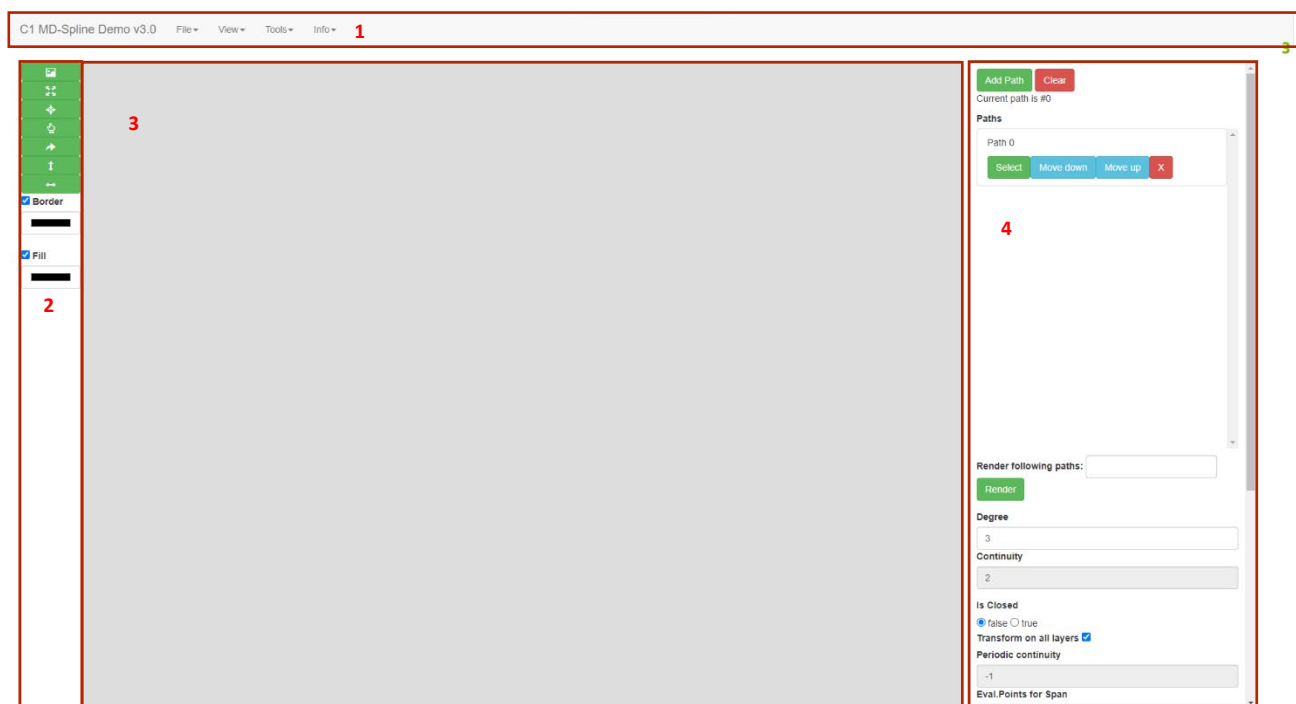 C1 MD-Spline Demo v3.0 File View Tools Info 1
3
Border
Fill
2
3
Add Path Clear
Current path is #0
Paths
Path 0
Select Move down Move up X
4
Render following paths:
Render
Degree
3
Continuity
2
Is Closed
false true
Transform on all layers
Periodic continuity
-1
Eval.Points for Span